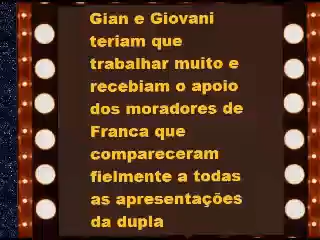 Gian e Giovani
teriam que
trabalhar muito e
recebiam o apoio
dos moradores de
Franca que
compareceram
fielmente a todas
as apresentações
da dupla